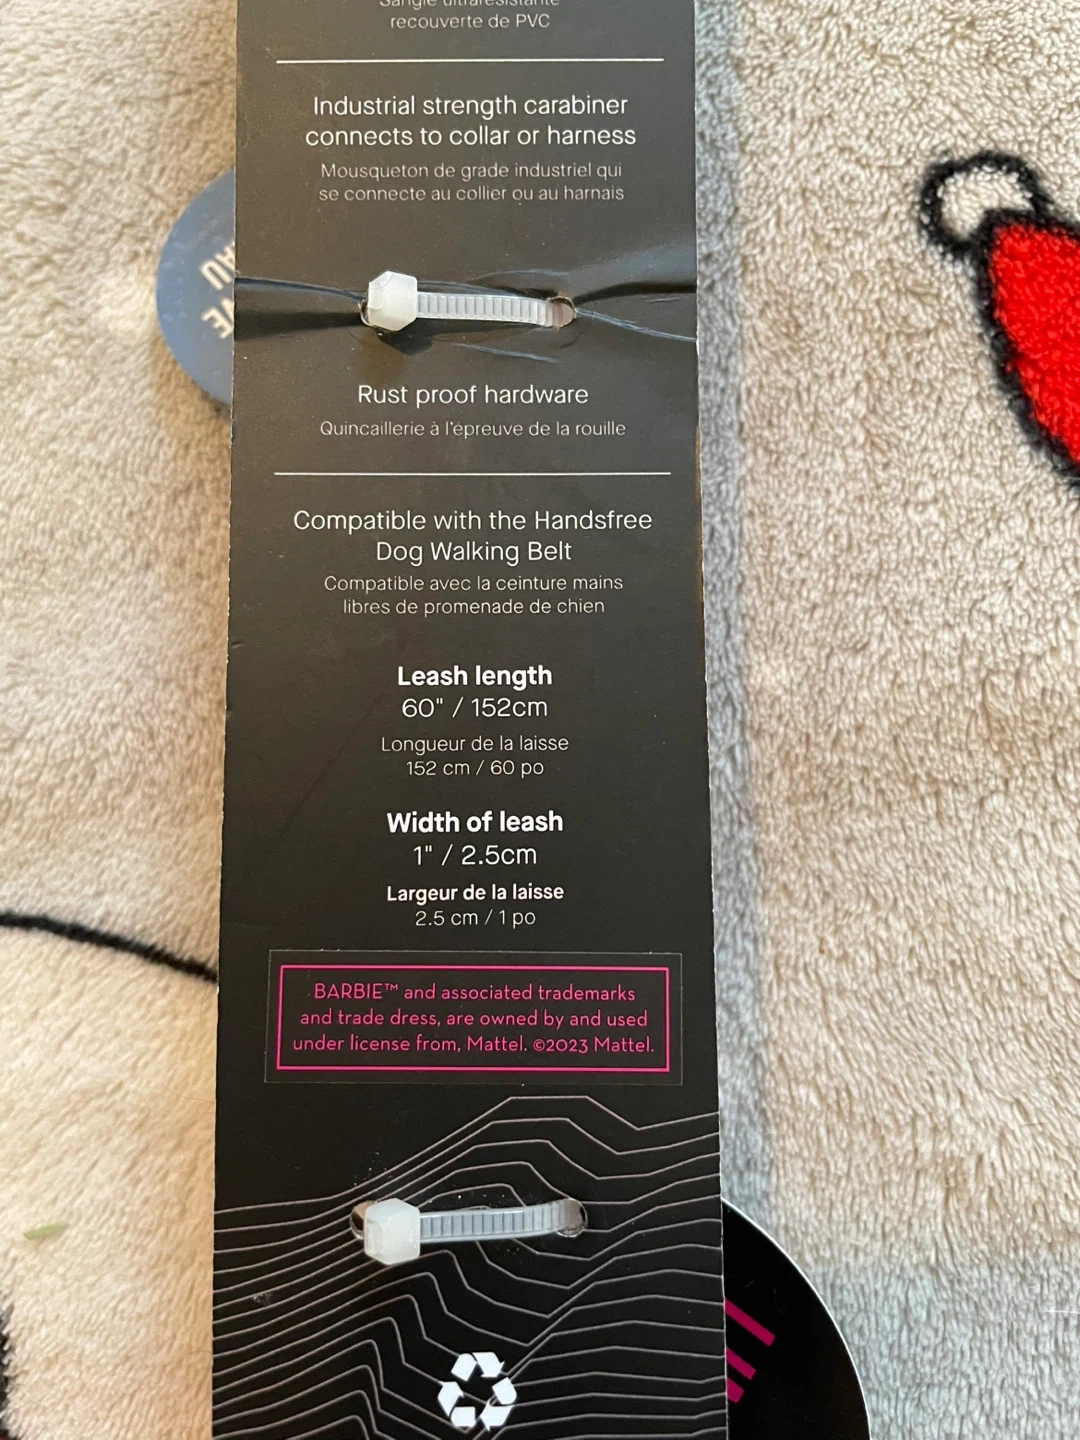 Sangle ultrarésistante
recouverte de PVC
Industrial strength carabiner
connects to collar or harness
Mousqueton de grade industriel qui
se connecte au collier ou au harnais
Rust proof hardware
Quincaillerie à l'épreuve de la rouille
Compatible with the Handsfree
Dog Walking Belt
Compatible avec la ceinture mains
libres de promenade de chien
Leash length
60" / 152cm
Longueur de la laisse
152 cm / 60 po
Width of leash
1" / 2.5cm
Largeur de la laisse
2.5 cm / 1 po
BARBIE™ and associated trademarks
and trade dress, are owned by and used
under license from, Mattel. ©2023 Mattel.